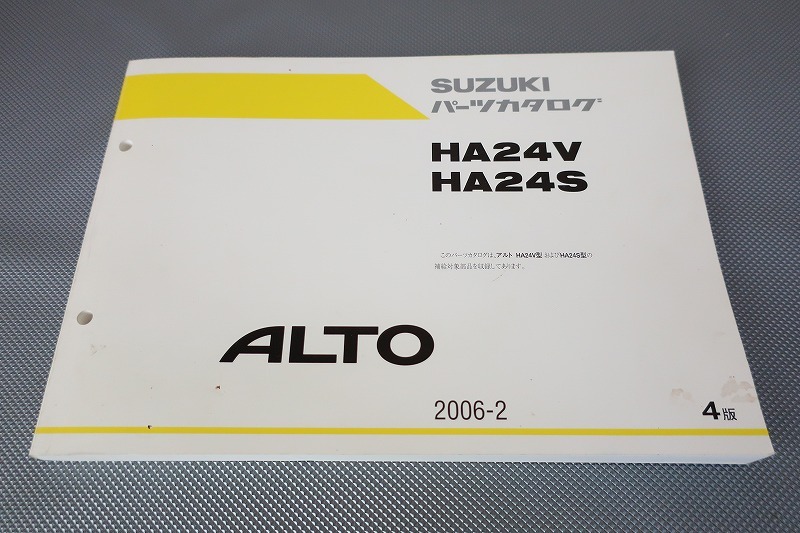 SUZUKI
パーツカタログ
HA24V
HA24S
このパーツカタログは、アルト HA24V型 およびHA24S型の
補給対象部品を収録してあります。
ALTO
2006-2
4版